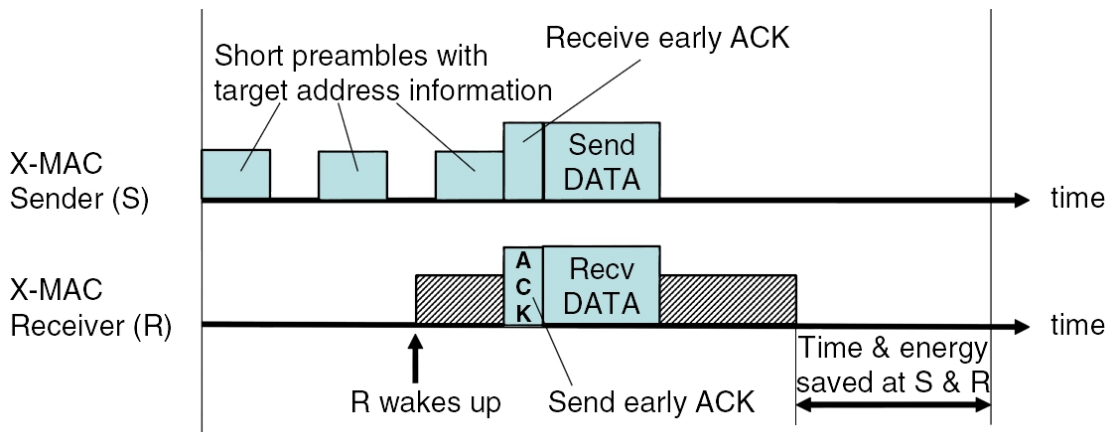 Receive early ACK
Short preambles with
target address information
Send
DATA
X-MAC
Sender (S)
time
A
C
K
Recv
DATA
X-MAC
Receiver (R)
time
Time & energy
saved at S & R
R wakes up
Send early ACK